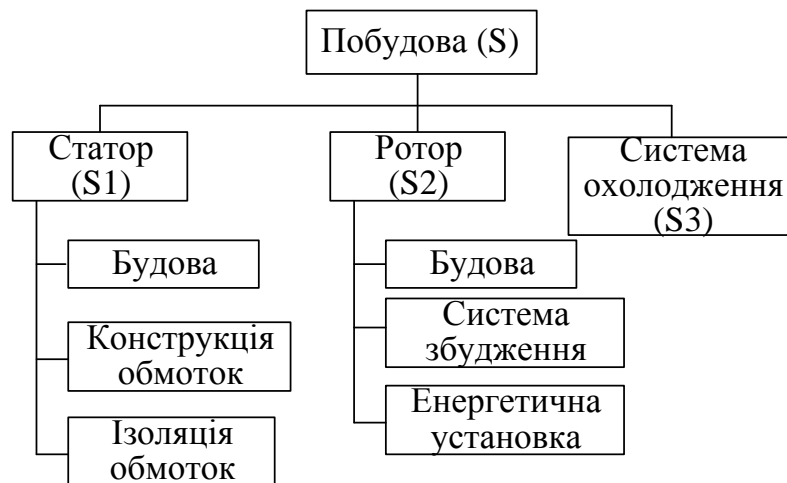 Побудова (S)
Статор
(S1)
Будова
Конструкція
обмоток
Ізоляція
обмоток
Ротор
(S2)
Будова
Система
збудження
Енергетична
установка
Система
охолодження
(S3)